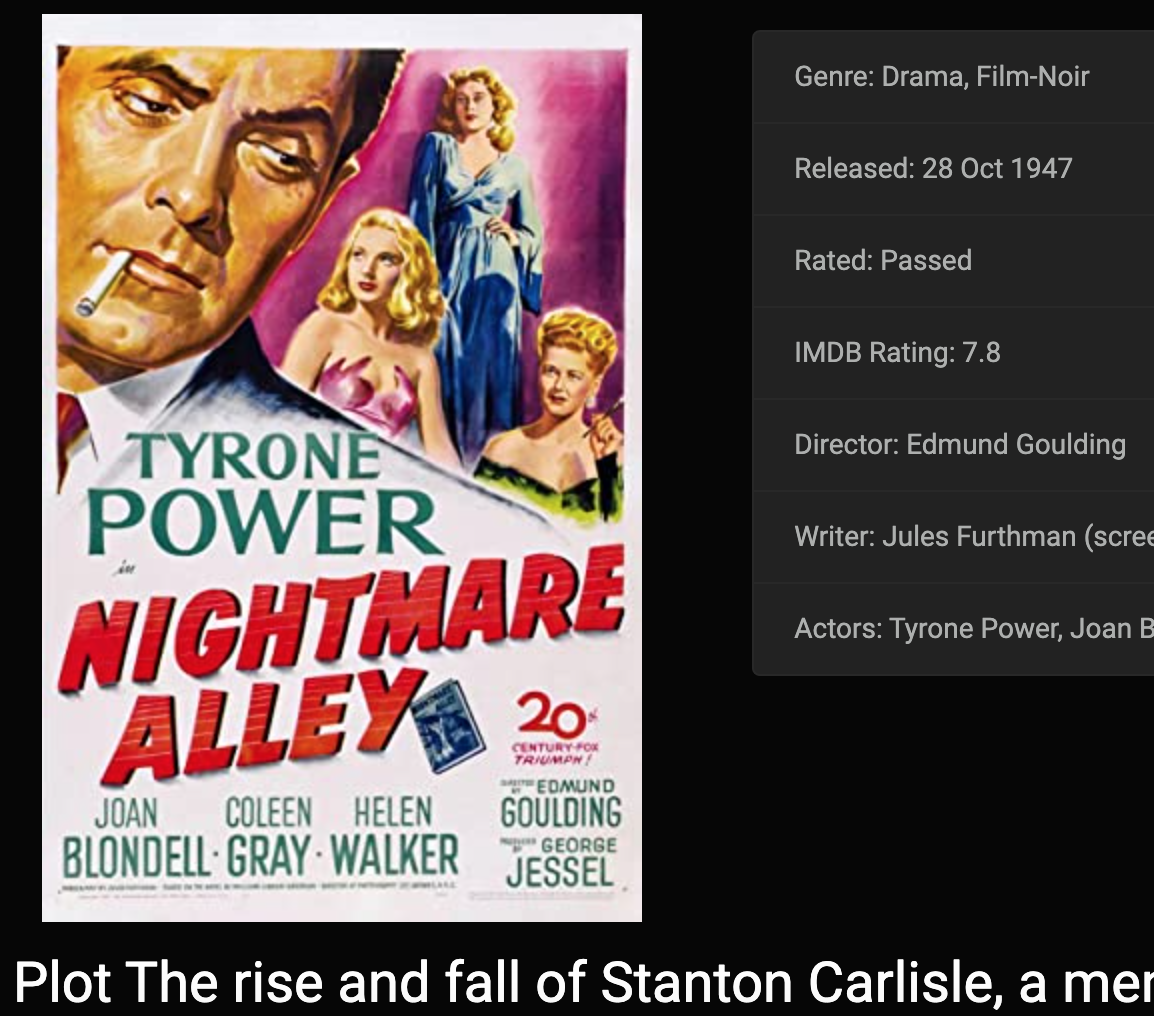 TYRONE
POWER
in
NIGHTMARE
ALLEY
20th
CENTURY-FOX
TRIUMPH!
JOAN BLONDELL · COLEEN GRAY · HELEN WALKER
DIRECTED BY EDMUND
GOULDING
PRODUCED BY GEORGE
JESSEL
Genre: Drama, Film-Noir
Released: 28 Oct 1947
Rated: Passed
IMDB Rating: 7.8
Director: Edmund Goulding
Writer: Jules Furthman (scree
Actors: Tyrone Power, Joan B
Plot The rise and fall of Stanton Carlisle, a mer